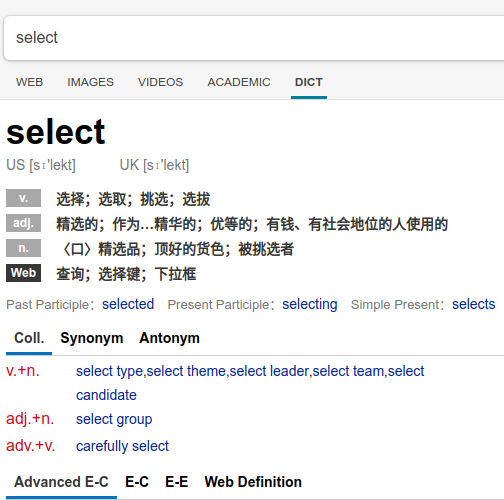 select
WEB IMAGES VIDEOS ACADEMIC DICT
select
US [sɪ'lekt] UK [sɪ'lekt]
v. 选择；选取；挑选；选拔
adj. 精选的；作为…精华的；优等的；有钱、有社会地位的人使用的
n. 〈口〉精选品；顶好的货色；被挑选者
Web 查询；选择键；下拉框
Past Participle：selected Present Participle：selecting Simple Present：selects
Coll. Synonym Antonym
v.+n. select type,select theme,select leader,select team,select
candidate
adj.+n. select group
adv.+v. carefully select
Advanced E-C E-C E-E Web Definition